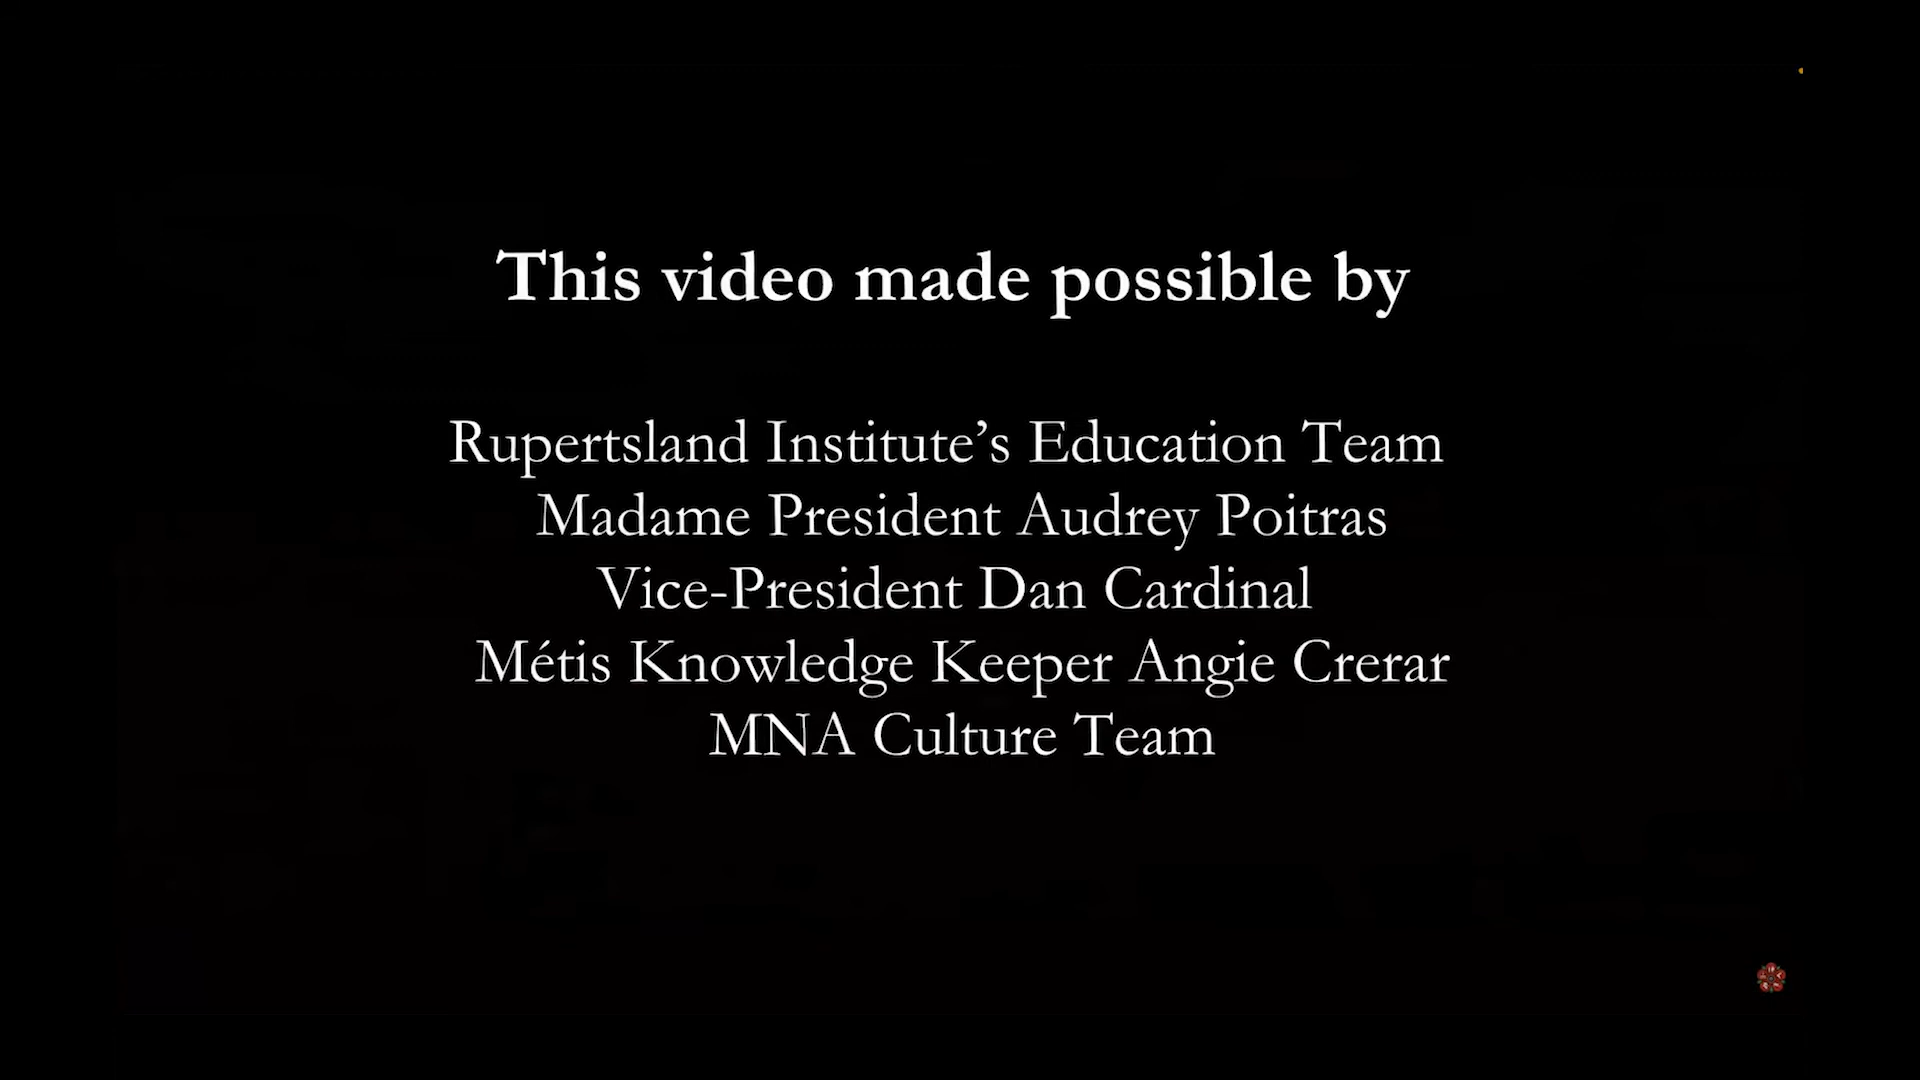 This video made possible by
Rupertsland Institute’s Education Team
Madame President Audrey Poitras
Vice-President Dan Cardinal
Métis Knowledge Keeper Angie Crerar
MNA Culture Team